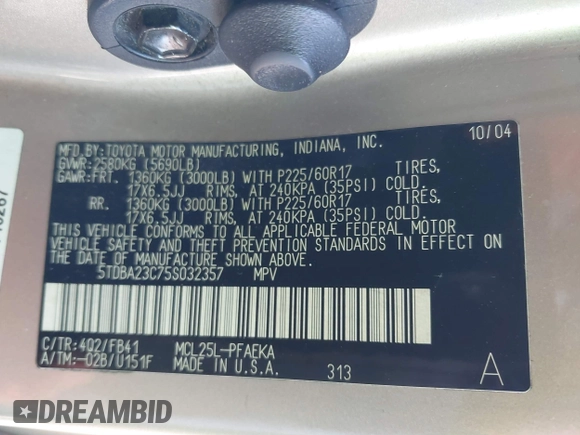 MFD.BY:TOYOTA MOTOR MANUFACTURING, INDIANA, INC. 10/04
GVWR:2580KG (5690LB)
GAWR:FRT. 1360KG (3000LB) WITH P225/60R17 TIRES,
17X6.5JJ RIMS, AT 240KPA (35PSI) COLD.
RR. 1360KG (3000LB) WITH P225/60R17 TIRES,
17X6.5JJ RIMS, AT 240KPA (35PSI) COLD.
THIS VEHICLE CONFORMS TO ALL APPLICABLE FEDERAL MOTOR
VEHICLE SAFETY AND THEFT PREVENTION STANDARDS IN EFFECT ON
THE DATE OF MANUFACTURE SHOWN ABOVE.
5TDBA23C75S032357 MPV
C/TR:402/FB41 MCL25L-PFAEKA
A/TM:-02B/U151F MADE IN U.S.A. 313 A
DREAMBID